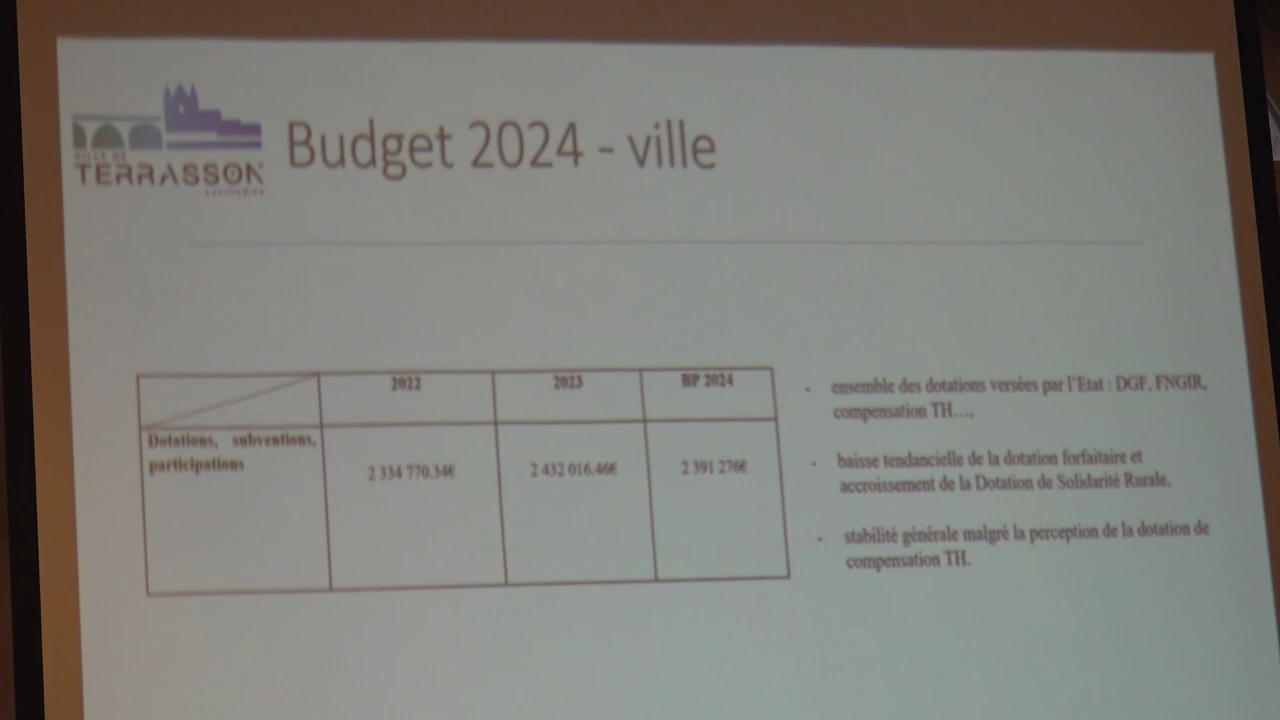 VILLE DE
TERRASSON
Lavilledieu
Budget 2024 - ville
2022
2023
BP 2024
Dotations, subventions,
participations
2 334 770.34€
2 432 016.46€
2 391 276€
- ensemble des dotations versées par l'Etat : DGF, FNGIR,
compensation TH…,
- baisse tendancielle de la dotation forfaitaire et
accroissement de la Dotation de Solidarité Rurale,
- stabilité générale malgré la perception de la dotation de
compensation TH.